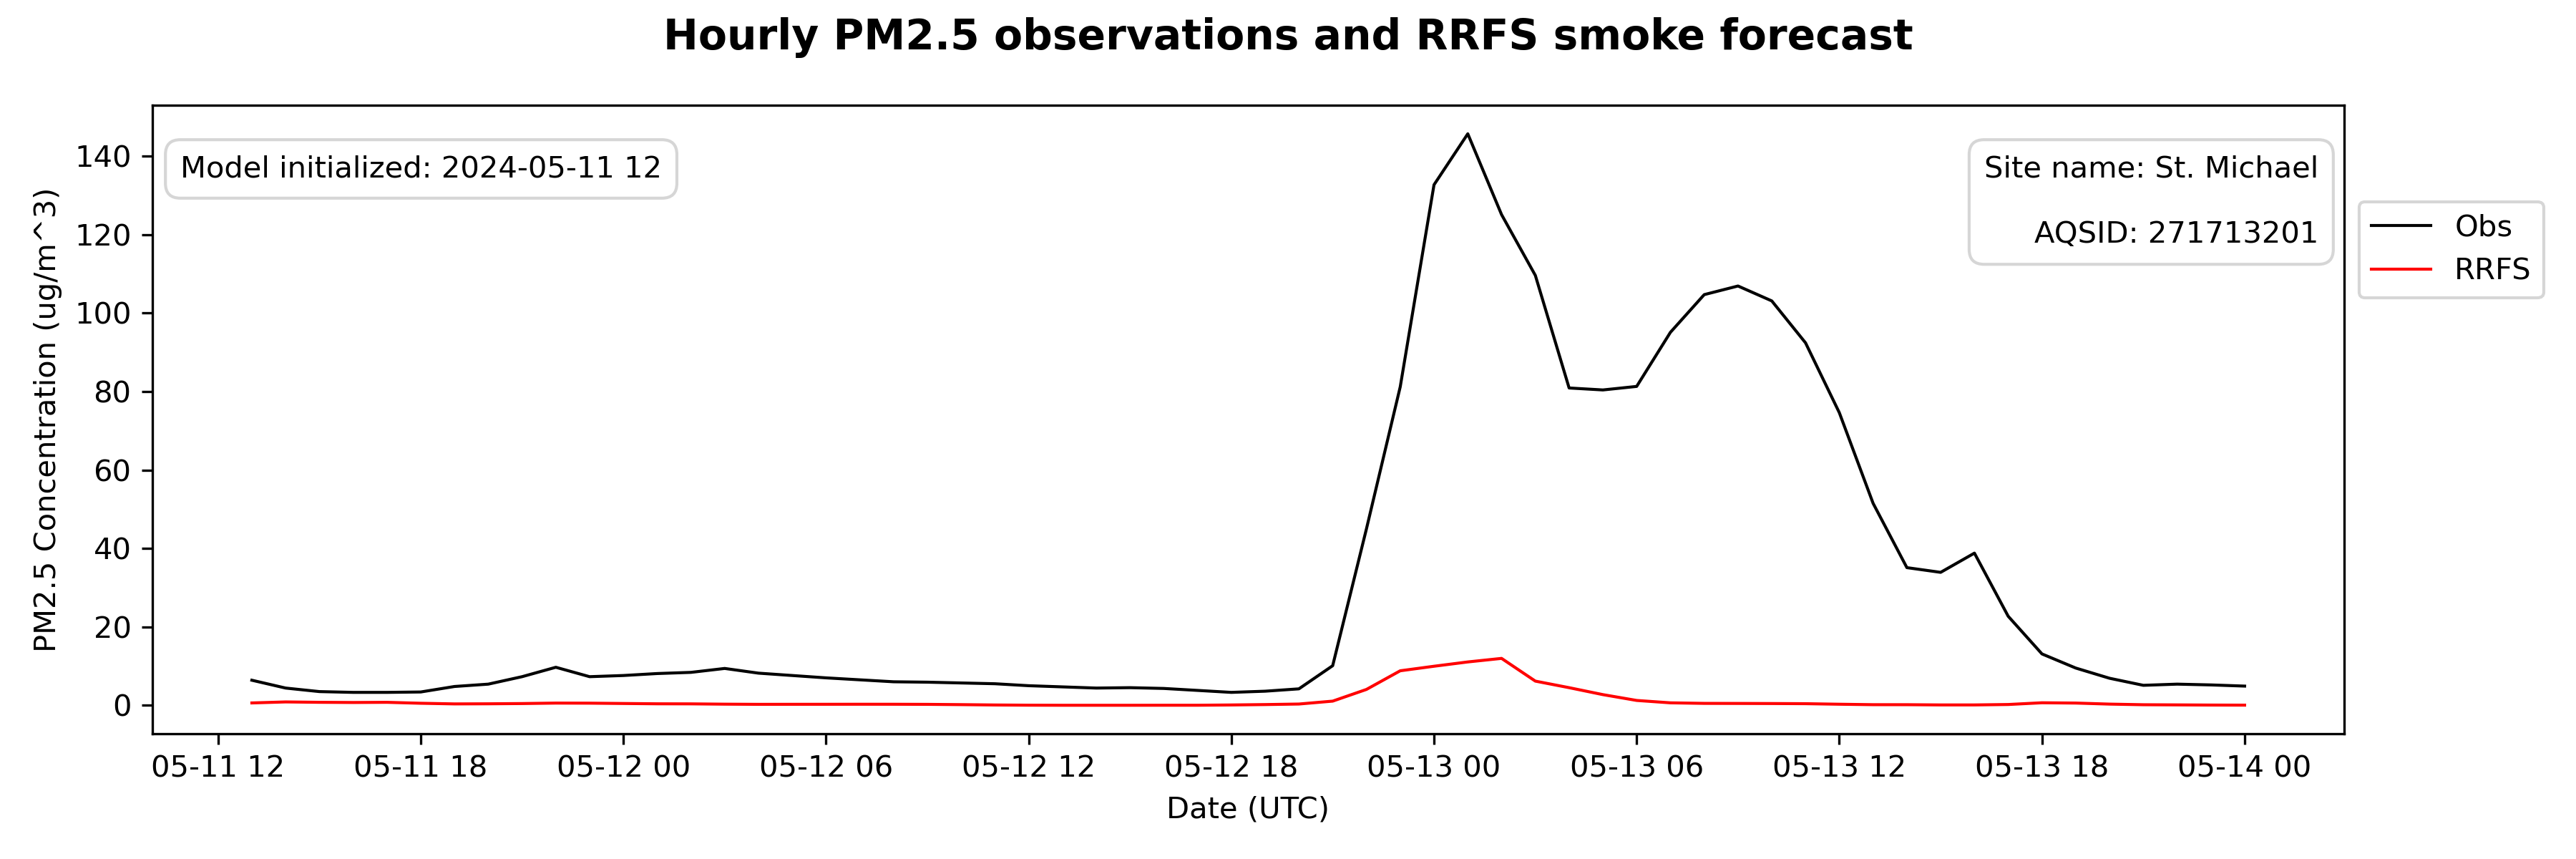 Hourly PM2.5 observations and RRFS smoke forecast
Model initialized: 2024-05-11 12
Site name: St. Michael
AQSID: 271713201
Obs
RRFS
PM2.5 Concentration (ug/m^3)
140
120
100
80
60
40
20
0
05-11 12 05-11 18 05-12 00 05-12 06 05-12 12 05-12 18 05-13 00 05-13 06 05-13 12 05-13 18 05-14 00
Date (UTC)